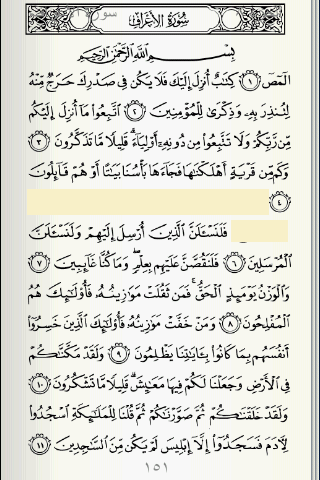 سورة الأعراف
بِسْمِ ٱللَّهِ ٱلرَّحْمَٰنِ ٱلرَّحِيمِ
الٓمٓصٓ ١ كِتَٰبٌ أُنزِلَ إِلَيْكَ فَلَا يَكُن فِى صَدْرِكَ حَرَجٌ مِّنْهُ
لِتُنذِرَ بِهِۦ وَذِكْرَىٰ لِلْمُؤْمِنِينَ ٢ ٱتَّبِعُوا۟ مَآ أُنزِلَ إِلَيْكُم
مِّن رَّبِّكُمْ وَلَا تَتَّبِعُوا۟ مِن دُونِهِۦٓ أَوْلِيَآءَ ۗ قَلِيلًا مَّا تَذَكَّرُونَ ٣
وَكَم مِّن قَرْيَةٍ أَهْلَكْنَٰهَا فَجَآءَهَا بَأْسُنَا بَيَٰتًا أَوْ هُمْ قَآئِلُونَ
٤
فَلَنَسْـَٔلَنَّ ٱلَّذِينَ أُرْسِلَ إِلَيْهِمْ وَلَنَسْـَٔلَنَّ
ٱلْمُرْسَلِينَ ٦ فَلَنَقُصَّنَّ عَلَيْهِم بِعِلْمٍ ۖ وَمَا كُنَّا غَآئِبِينَ ٧
وَٱلْوَزْنُ يَوْمَئِذٍ ٱلْحَقُّ ۚ فَمَن ثَقُلَتْ مَوَٰزِينُهُۥ فَأُو۟لَٰٓئِكَ هُمُ
ٱلْمُفْلِحُونَ ٨ وَمَنْ خَفَّتْ مَوَٰزِينُهُۥ فَأُو۟لَٰٓئِكَ ٱلَّذِينَ خَسِرُوٓا۟
أَنفُسَهُم بِمَا كَانُوا۟ بِـَٔايَٰتِنَا يَظْلِمُونَ ٩ وَلَقَدْ مَكَّنَّٰكُمْ
فِى ٱلْأَرْضِ وَجَعَلْنَا لَكُمْ فِيهَا مَعَٰيِشَ ۗ قَلِيلًا مَّا تَشْكُرُونَ ١٠
وَلَقَدْ خَلَقْنَٰكُمْ ثُمَّ صَوَّرْنَٰكُمْ ثُمَّ قُلْنَا لِلْمَلَٰٓئِكَةِ ٱسْجُدُوا۟
لِـَٔادَمَ فَسَجَدُوٓا۟ إِلَّآ إِبْلِيسَ لَمْ يَكُن مِّنَ ٱلسَّٰجِدِينَ ١١
١٥١